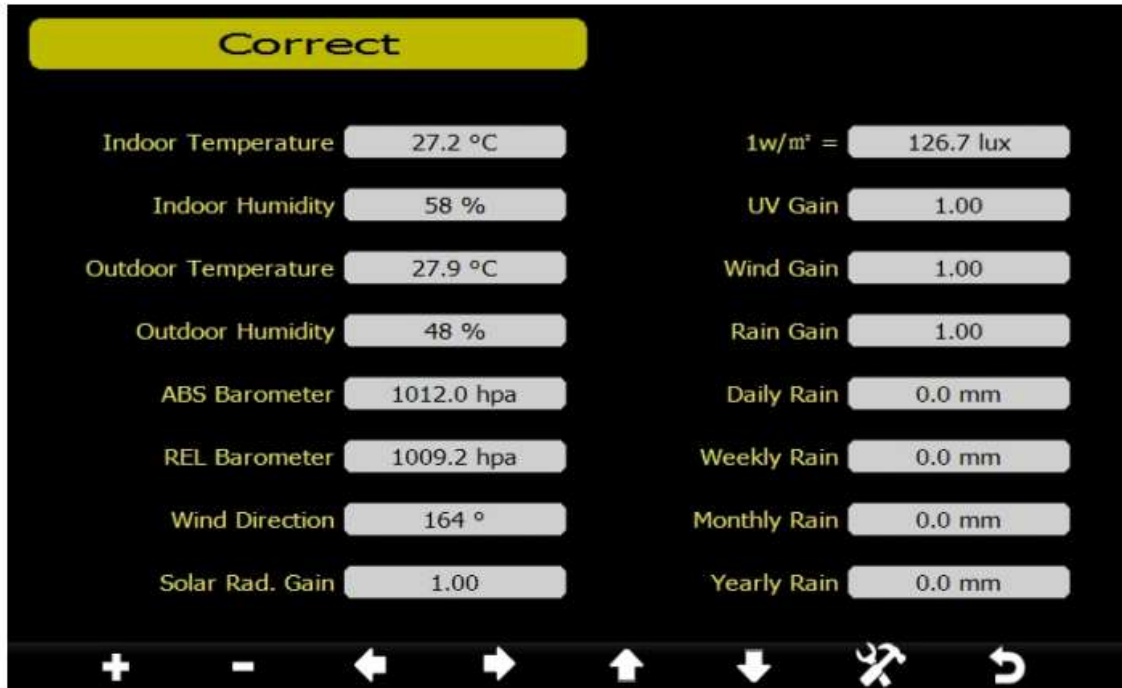 Correct
Indoor Temperature 27.2 °C
Indoor Humidity 58 %
Outdoor Temperature 27.9 °C
Outdoor Humidity 48 %
ABS Barometer 1012.0 hpa
REL Barometer 1009.2 hpa
Wind Direction 164 °
Solar Rad. Gain 1.00
1w/m² = 126.7 lux
UV Gain 1.00
Wind Gain 1.00
Rain Gain 1.00
Daily Rain 0.0 mm
Weekly Rain 0.0 mm
Monthly Rain 0.0 mm
Yearly Rain 0.0 mm